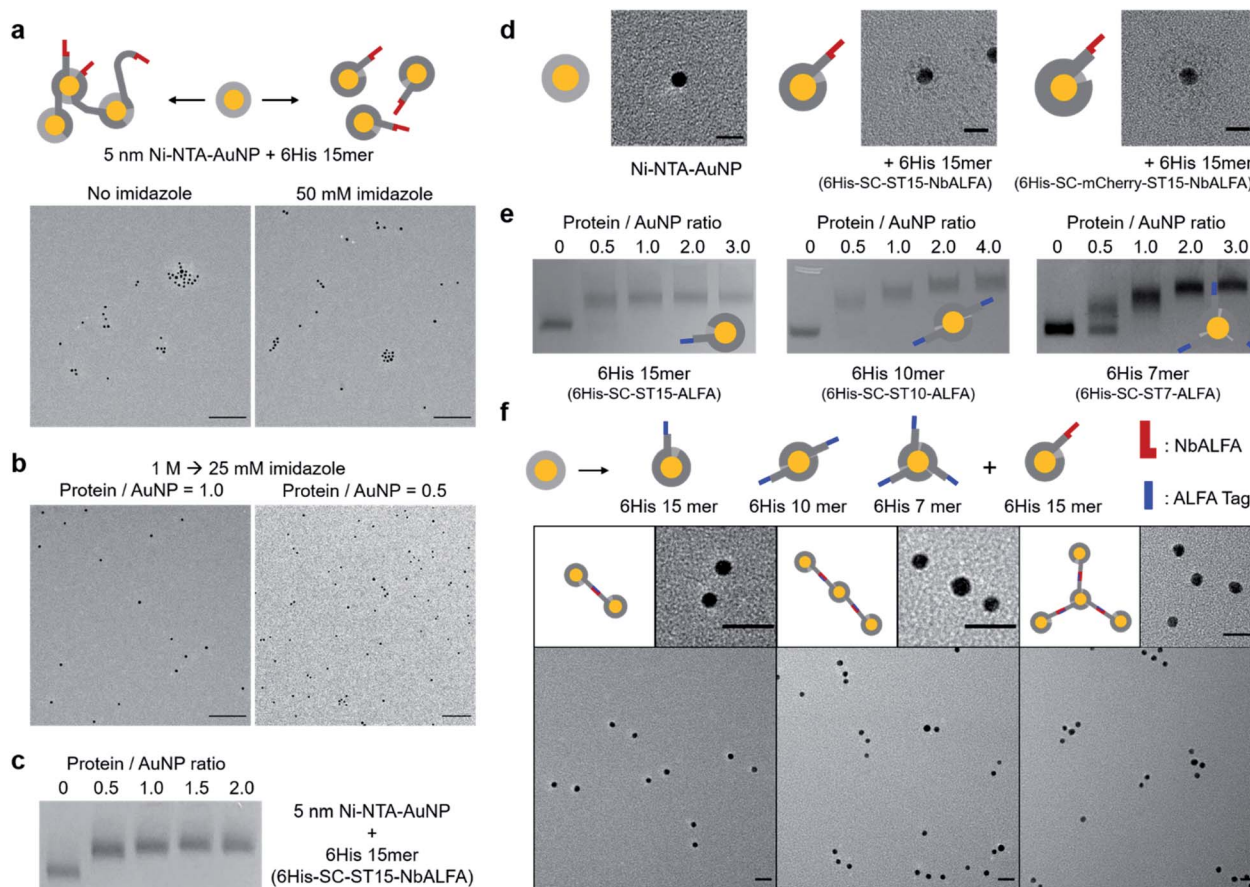 a
5 nm Ni-NTA-AuNP + 6His 15mer
No imidazole 50 mM imidazole
b
1 M → 25 mM imidazole
Protein / AuNP = 1.0 Protein / AuNP = 0.5
c
Protein / AuNP ratio
0 0.5 1.0 1.5 2.0
5 nm Ni-NTA-AuNP
+
6His 15mer
(6His-SC-ST15-NbALFA)
d
Ni-NTA-AuNP
+ 6His 15mer
(6His-SC-ST15-NbALFA)
+ 6His 15mer
(6His-SC-mCherry-ST15-NbALFA)
e
Protein / AuNP ratio
0 0.5 1.0 2.0 3.0
6His 15mer
(6His-SC-ST15-ALFA)
Protein / AuNP ratio
0 0.5 1.0 2.0 4.0
6His 10mer
(6His-SC-ST10-ALFA)
Protein / AuNP ratio
0 0.5 1.0 2.0 3.0
6His 7mer
(6His-SC-ST7-ALFA)
f
+
6His 15 mer 6His 10 mer 6His 7 mer 6His 15 mer
: NbALFA
: ALFA Tag